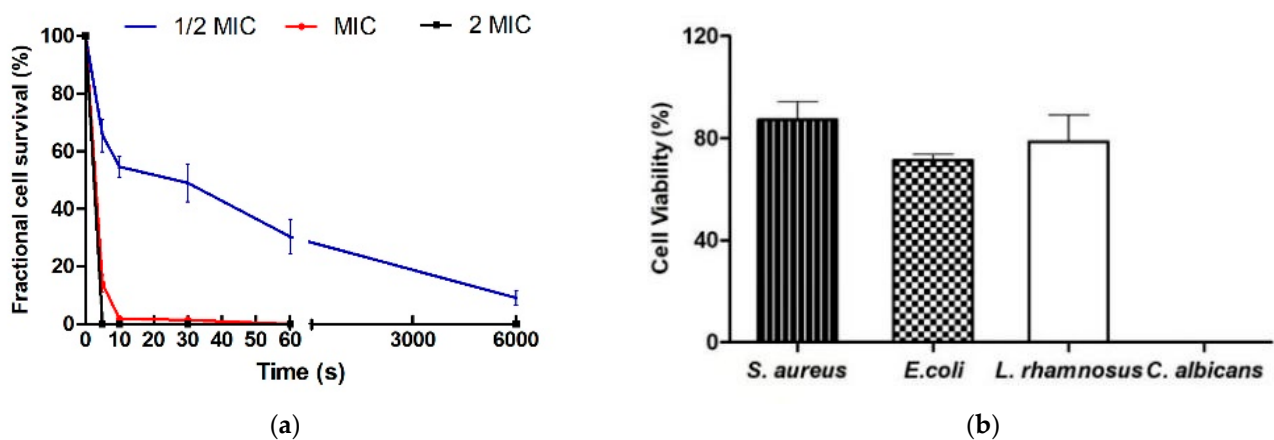 1/2 MIC MIC 2 MIC
Fractional cell survival (%)
100
80
60
40
20
0
0 10 20 30 40 50 60 3000 6000
Time (s)
(a)
Cell Viability (%)
120
80
40
0
S. aureus E.coli L. rhamnosus C. albicans
(b)